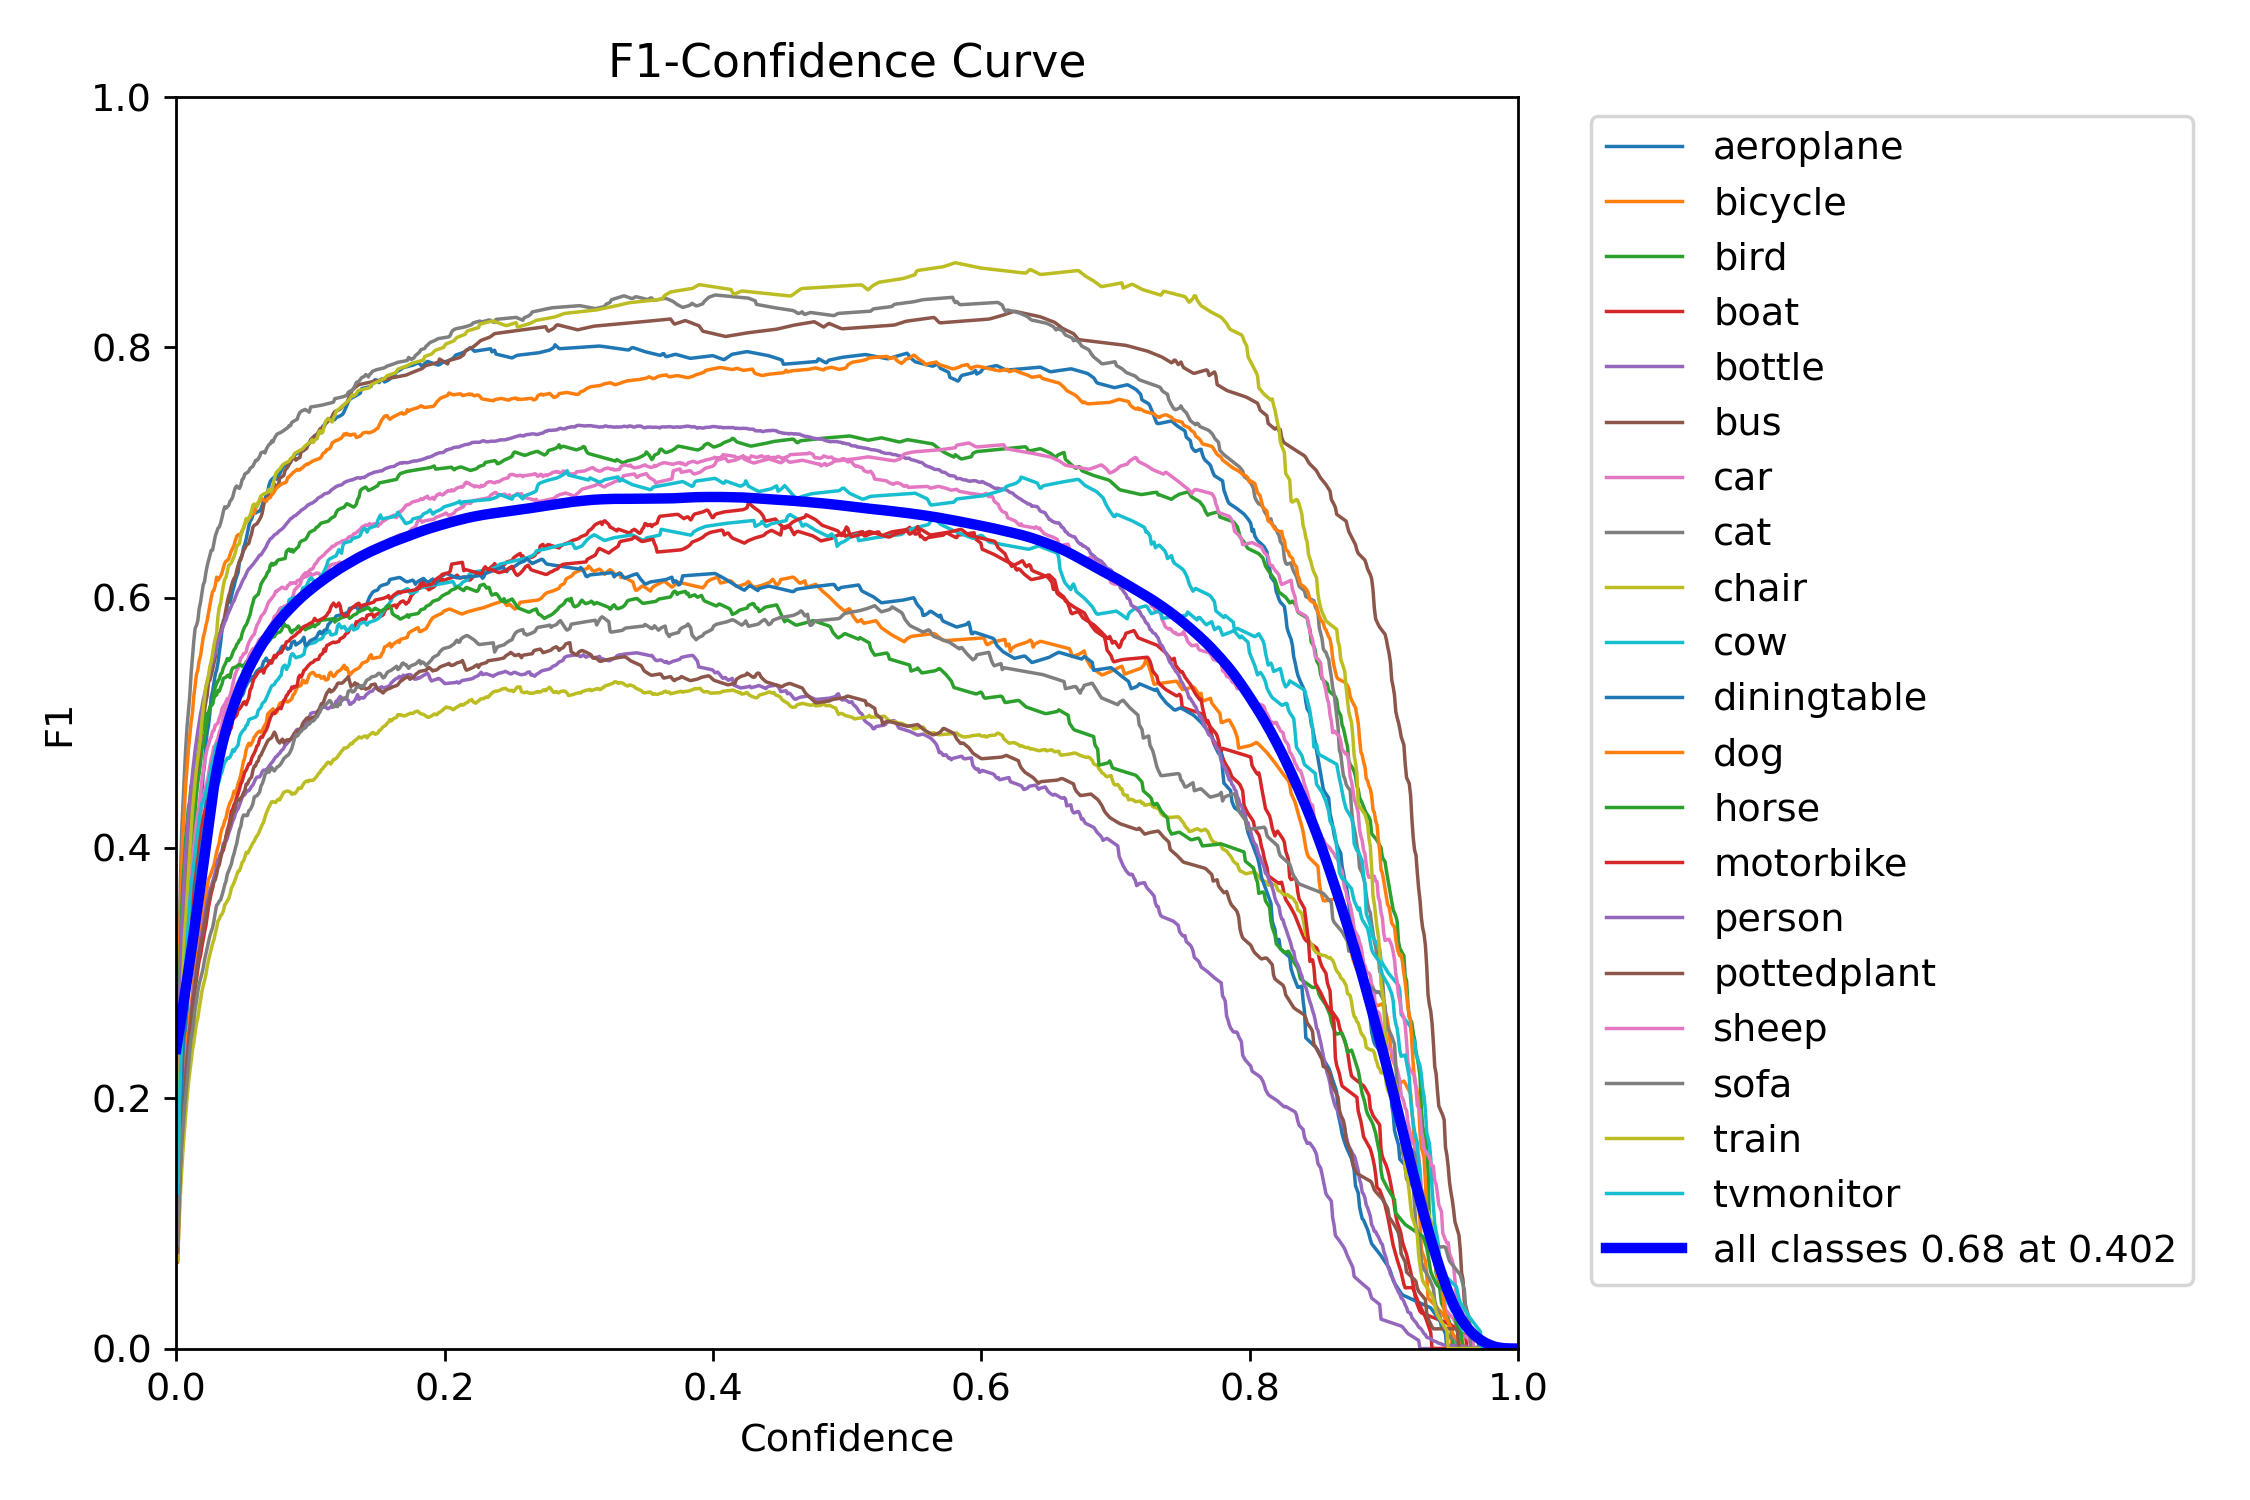 F1-Confidence Curve
1.0
0.8
0.6
0.4
0.2
0.0
F1
0.0 0.2 0.4 0.6 0.8 1.0
Confidence
aeroplane
bicycle
bird
boat
bottle
bus
car
cat
chair
cow
diningtable
dog
horse
motorbike
person
pottedplant
sheep
sofa
train
tvmonitor
all classes 0.68 at 0.402